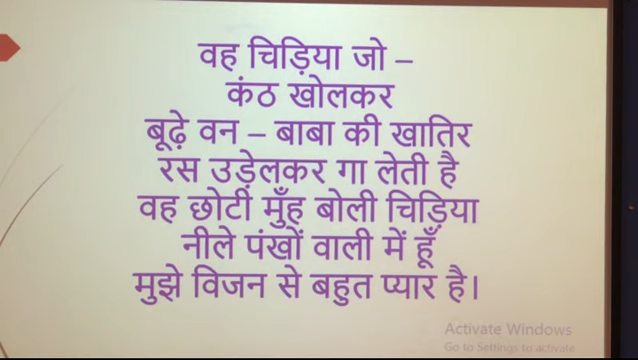 वह चिड़िया जो –
कंठ खोलकर
बूढ़े वन – बाबा की खातिर
रस उड़ेलकर गा लेती है
वह छोटी मुँह बोली चिड़िया
नीले पंखों वाली में हूँ
मुझे विजन से बहुत प्यार है।
Activate Windows
Go to Settings to activate